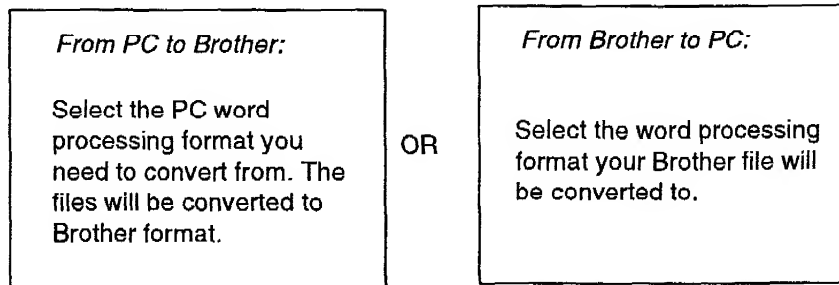 From PC to Brother:
Select the PC word
processing format you
need to convert from. The
files will be converted to
Brother format.
OR
From Brother to PC:
Select the word processing
format your Brother file will
be converted to.